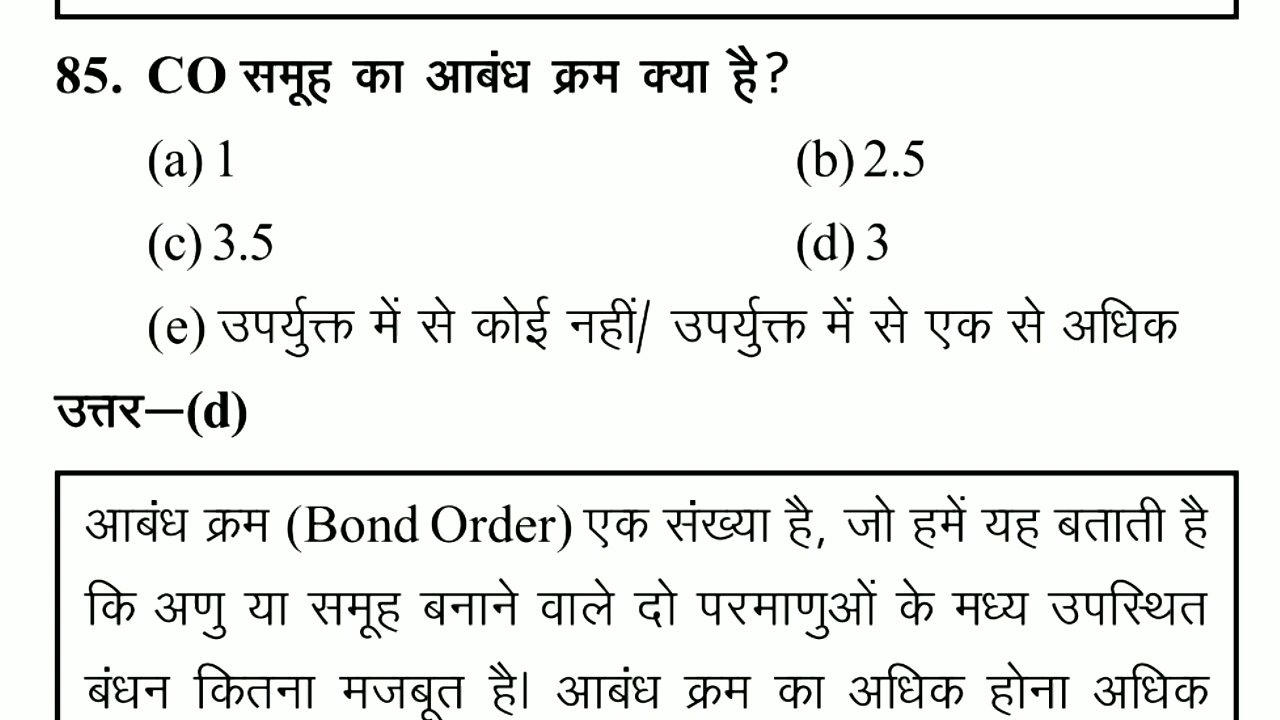 85. CO समूह का आबंध क्रम क्या है?
(a) 1 (b) 2.5
(c) 3.5 (d) 3
(e) उपर्युक्त में से कोई नहीं/ उपर्युक्त में से एक से अधिक
उत्तर—(d)
आबंध क्रम (Bond Order) एक संख्या है, जो हमें यह बताती है
कि अणु या समूह बनाने वाले दो परमाणुओं के मध्य उपस्थित
बंधन कितना मजबूत है। आबंध क्रम का अधिक होना अधिक